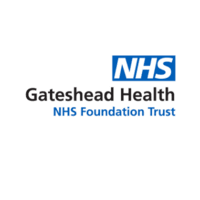 NHS
Gateshead Health
NHS Foundation Trust